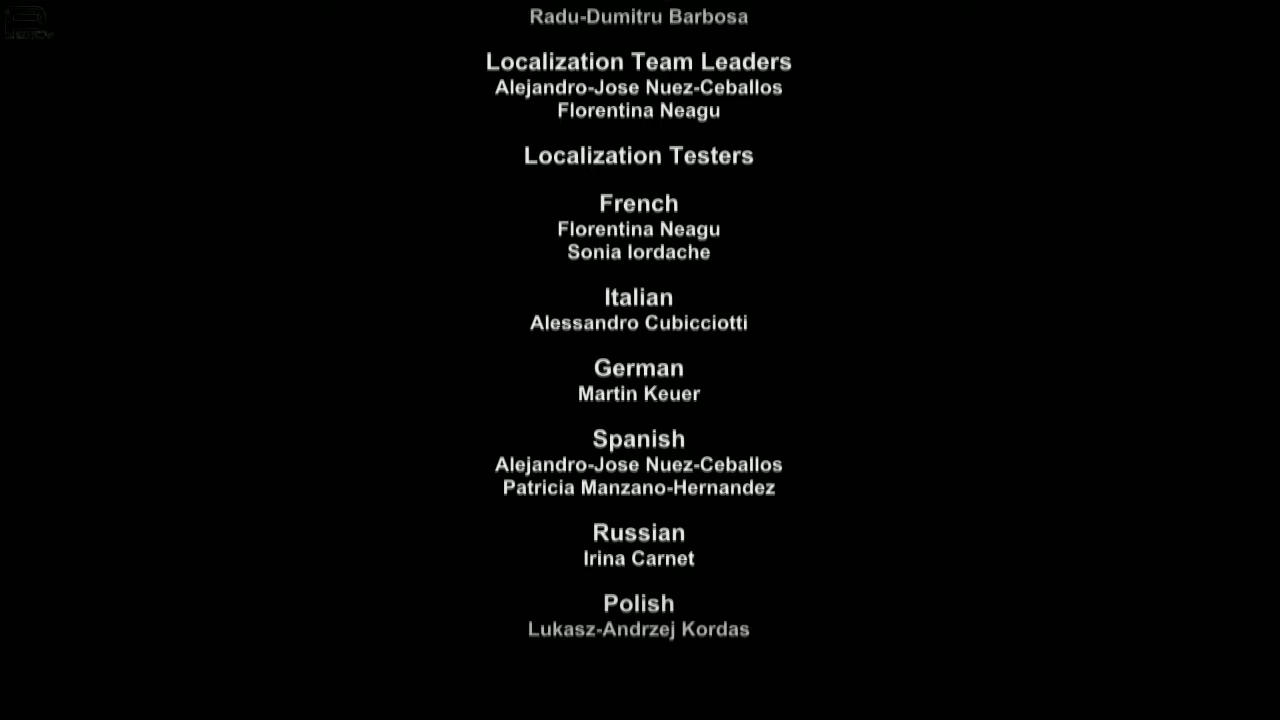 Radu-Dumitru Barbosa
Localization Team Leaders
Alejandro-Jose Nuez-Ceballos
Florentina Neagu
Localization Testers
French
Florentina Neagu
Sonia Iordache
Italian
Alessandro Cubicciotti
German
Martin Keuer
Spanish
Alejandro-Jose Nuez-Ceballos
Patricia Manzano-Hernandez
Russian
Irina Carnet
Polish
Lukasz-Andrzej Kordas